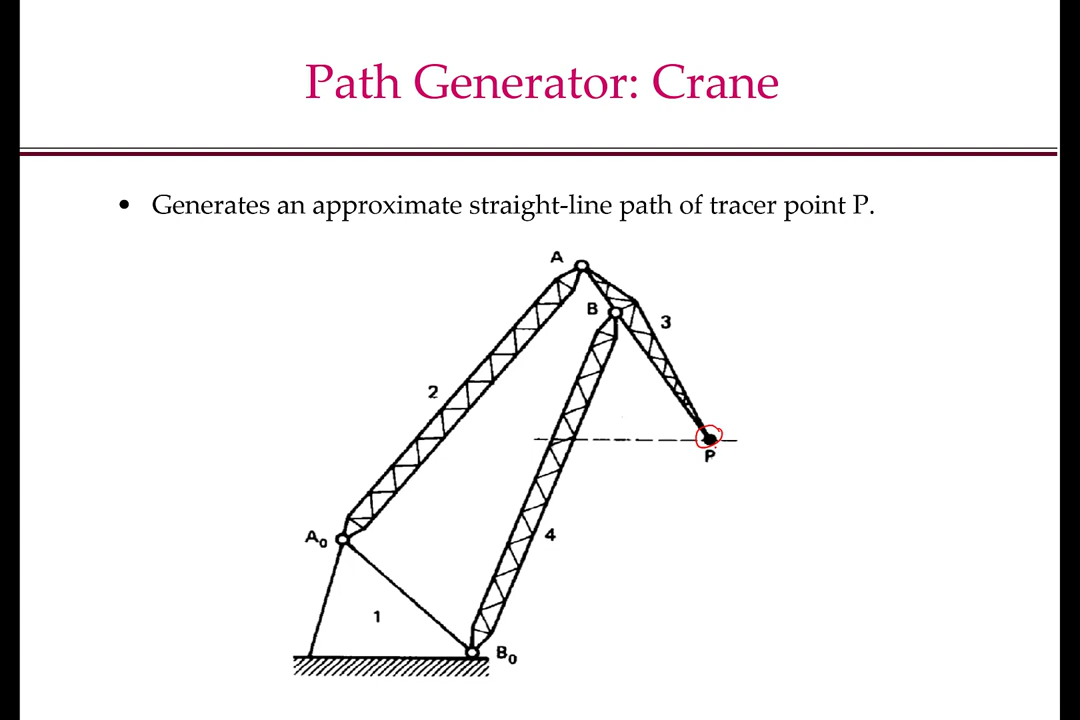 Path Generator: Crane
• Generates an approximate straight-line path of tracer point P.
A
B
3
2
P
4
A₀
1
B₀